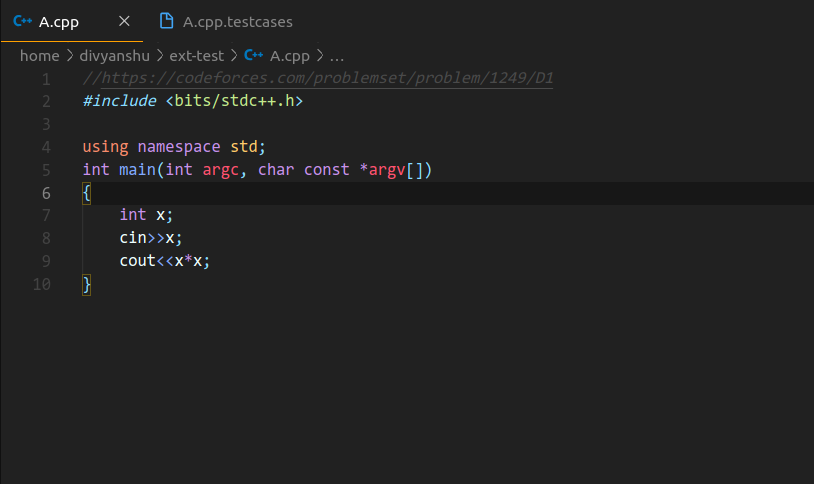 A.cpp A.cpp.testcases
home > divyanshu > ext-test > A.cpp > ...
1 //https://codeforces.com/problemset/problem/1249/D1
2 #include <bits/stdc++.h>
3
4 using namespace std;
5 int main(int argc, char const *argv[])
6 {
7     int x;
8     cin>>x;
9     cout<<x*x;
10 }